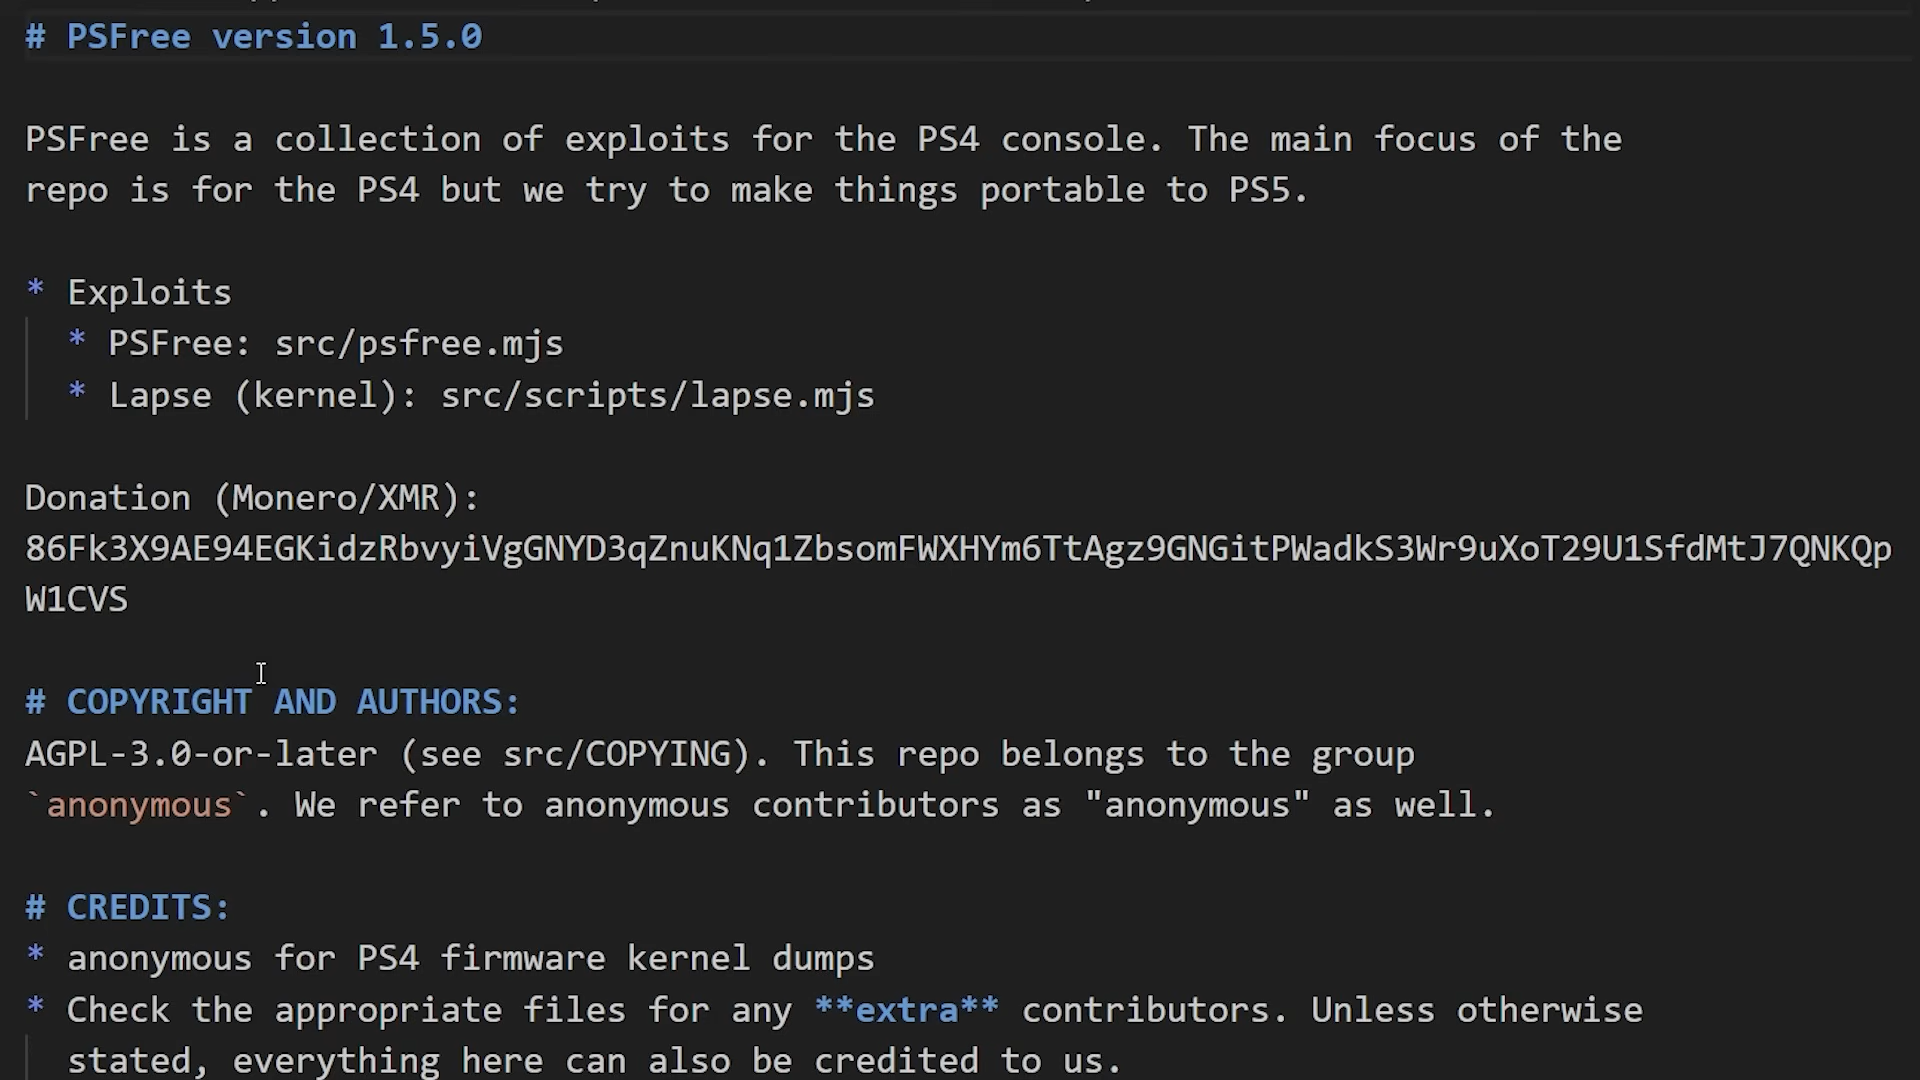 # PSFree version 1.5.0
PSFree is a collection of exploits for the PS4 console. The main focus of the
repo is for the PS4 but we try to make things portable to PS5.
* Exploits
* PSFree: src/psfree.mjs
* Lapse (kernel): src/scripts/lapse.mjs
Donation (Monero/XMR):
86Fk3X9AE94EGKidzRbvyiVgGNYD3qZnuKNq1ZbsomFWXHYm6TtAgz9GNGitPWadkS3Wr9uXoT29U1SfdMtJ7QNKQp
W1CVS
# COPYRIGHT AND AUTHORS:
AGPL-3.0-or-later (see src/COPYING). This repo belongs to the group
`anonymous`. We refer to anonymous contributors as "anonymous" as well.
# CREDITS:
* anonymous for PS4 firmware kernel dumps
* Check the appropriate files for any **extra** contributors. Unless otherwise
stated, everything here can also be credited to us.